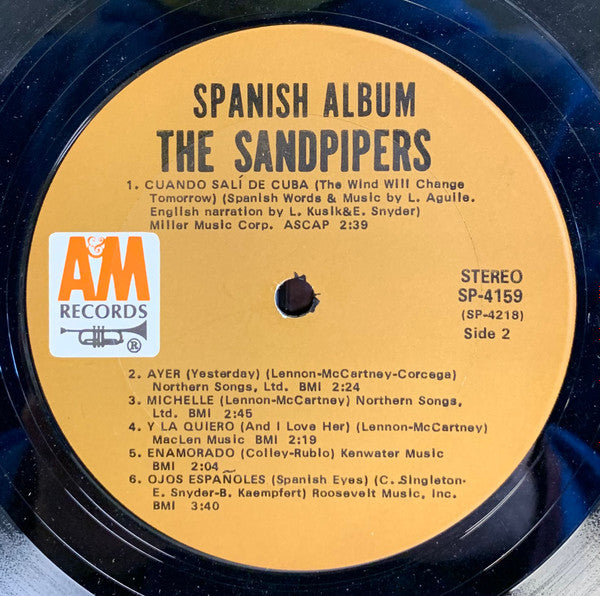 SPANISH ALBUM
THE SANDPIPERS
1. CUANDO SALÍ DE CUBA (The Wind Will Change
Tomorrow) (Spanish Words & Music by L. Aguile.
English narration by L. Kusik&E. Snyder)
Miller Music Corp. ASCAP 2:39
A&M
RECORDS
®
STEREO
SP-4159
(SP-4218)
Side 2
2. AYER (Yesterday) (Lennon-McCartney-Corcega)
Northern Songs, Ltd. BMI 2:24
3. MICHELLE (Lennon-McCartney) Northern Songs,
Ltd. BMI 2:45
4. Y LA QUIERO (And I Love Her) (Lennon-McCartney)
MacLen Music BMI 2:19
5. ENAMORADO (Colley-Rubio) Kenwater Music
BMI 2:04
6. OJOS ESPAÑOLES (Spanish Eyes) (C. Singleton-
E. Snyder-B. Kaempfert) Roosevelt Music, Inc.
BMI 3:40